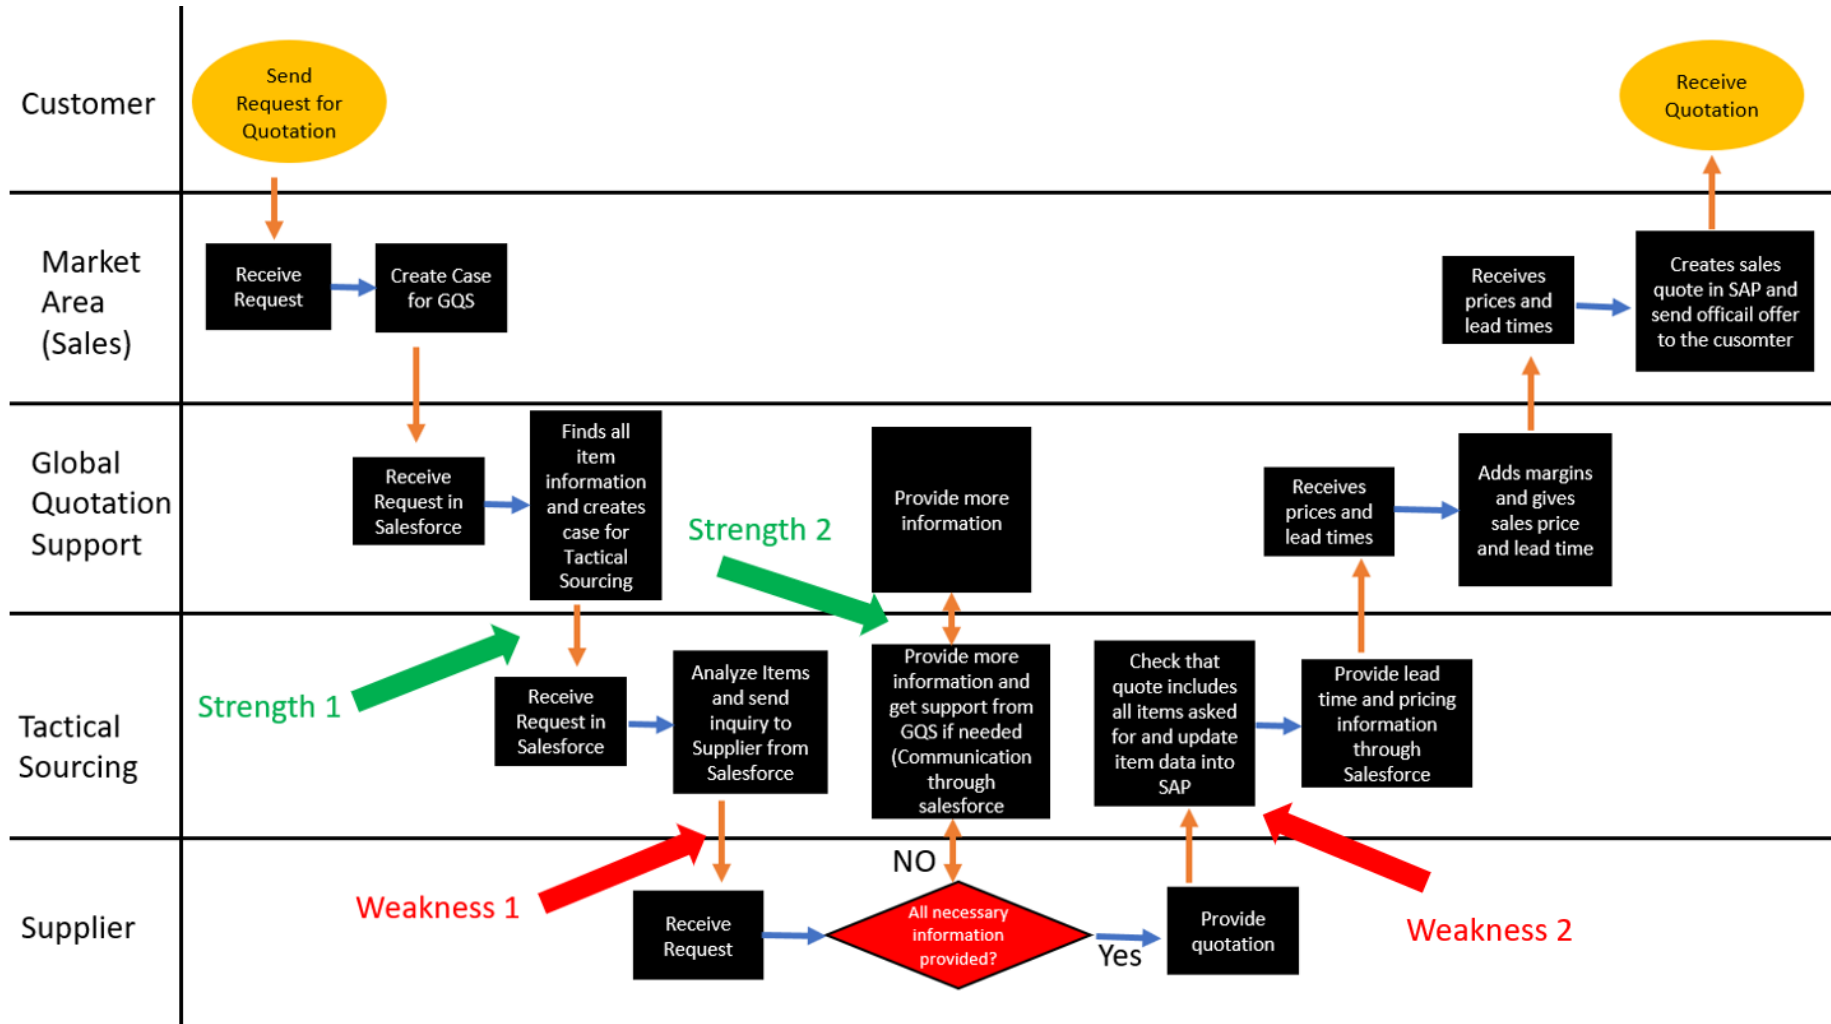 Customer
Send
Request for
Quotation
Receive
Quotation
Market
Area
(Sales)
Receive
Request
Create Case
for GQS
Receives
prices and
lead times
Creates sales
quote in SAP and
send officail offer
to the cusomter
Global
Quotation
Support
Receive
Request in
Salesforce
Finds all
item
information
and creates
case for
Tactical
Sourcing
Strength 2
Provide more
information
Receives
prices and
lead times
Adds margins
and gives
sales price
and lead time
Tactical
Sourcing
Strength 1
Receive
Request in
Salesforce
Analyze Items
and send
inquiry to
Supplier from
Salesforce
Provide more
information and
get support from
GQS if needed
(Communication
through
salesforce
Check that
quote includes
all items asked
for and update
item data into
SAP
Provide lead
time and pricing
information
through
Salesforce
Supplier
Weakness 1
Receive
Request
NO
All necessary
information
provided?
Yes
Provide
quotation
Weakness 2